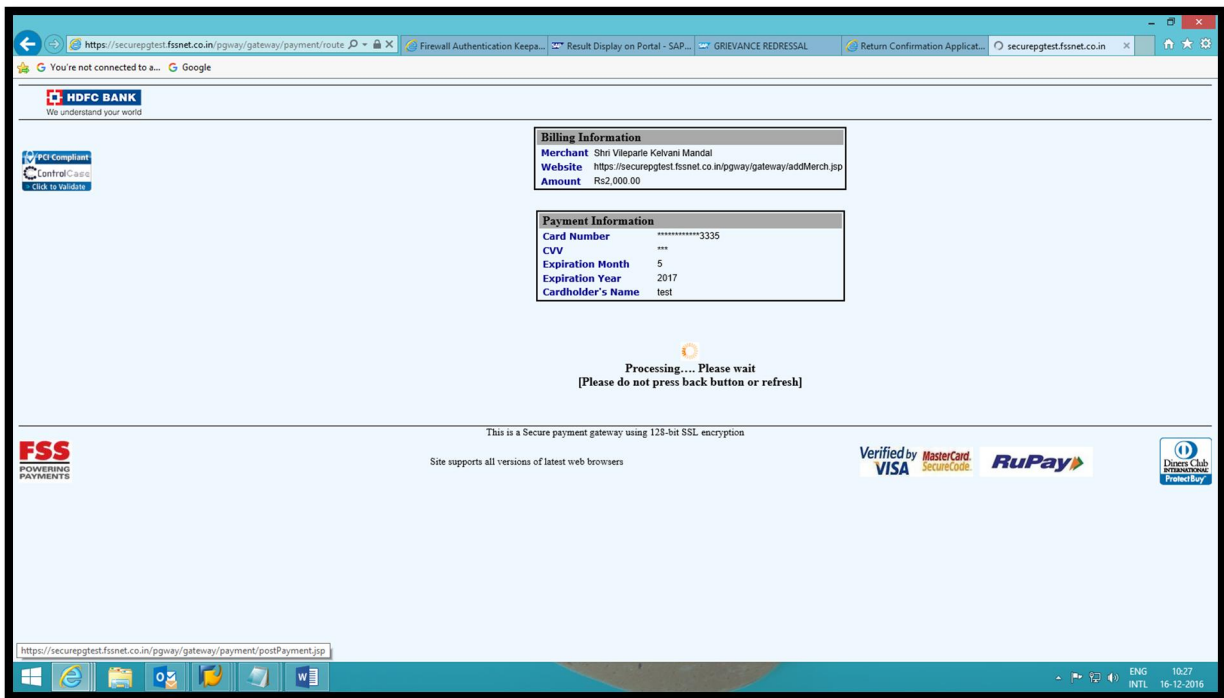 https://securepgtest.fssnet.co.in/pgway/gateway/payment/route
Firewall Authentication Keepa...
Result Display on Portal - SAP...
GRIEVANCE REDRESSAL
Return Confirmation Applicat...
securepgtest.fssnet.co.in
You're not connected to a...
G Google
HDFC BANK
We understand your world
PCI Compliant
ControlCase
Click to Validate
Billing Information
Merchant Shri Vileparle Kelvani Mandal
Website https://securepgtest.fssnet.co.in/pgway/gateway/addMerch.jsp
Amount Rs2,000.00
Payment Information
Card Number ************3335
CVV ***
Expiration Month 5
Expiration Year 2017
Cardholder's Name test
Processing.... Please wait
[Please do not press back button or refresh]
This is a Secure payment gateway using 128-bit SSL encryption
Site supports all versions of latest web browsers
FSS
POWERING
PAYMENTS
Verified by
VISA
MasterCard.
SecureCode.
RuPay
Diners Club
INTERNATIONAL
ProtectBuy
https://securepgtest.fssnet.co.in/pgway/gateway/payment/postPayment.jsp
ENG
INTL
10:27
16-12-2016